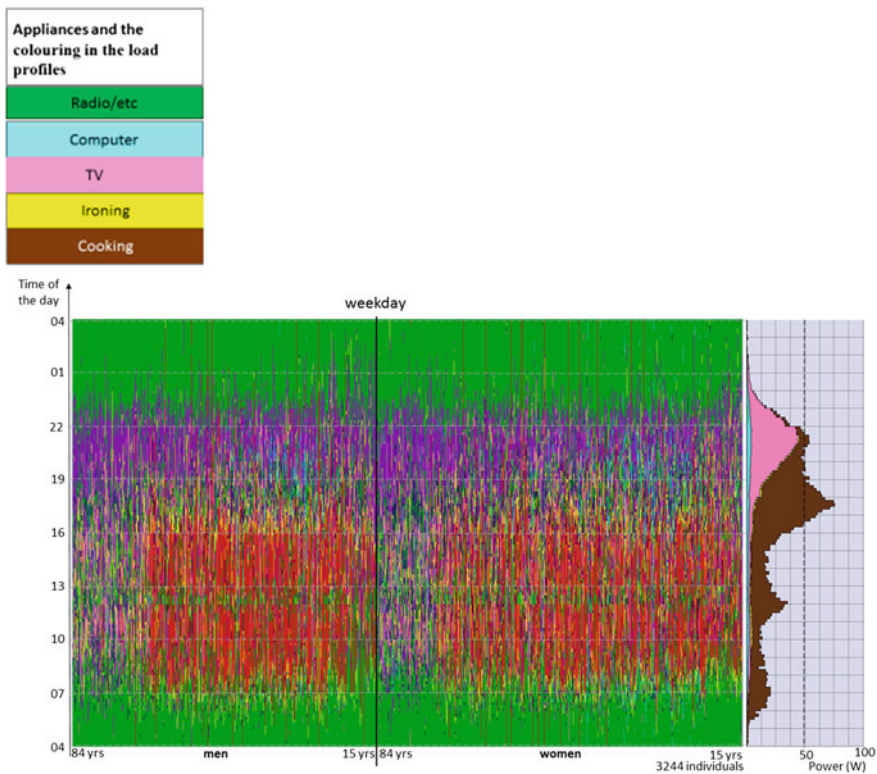 Appliances and the
colouring in the load
profiles
Radio/etc
Computer
TV
Ironing
Cooking
Time of
the day
weekday
04
01
22
19
16
13
10
07
04
84 yrs men 15 yrs 84 yrs women 15 yrs 50 100
3244 individuals Power (W)